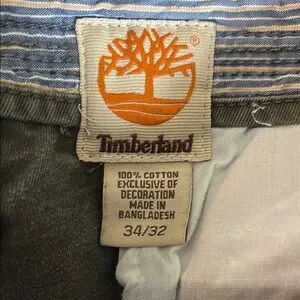 ®
Timberland
100% COTTON
EXCLUSIVE OF
DECORATION
MADE IN
BANGLADESH
34/32